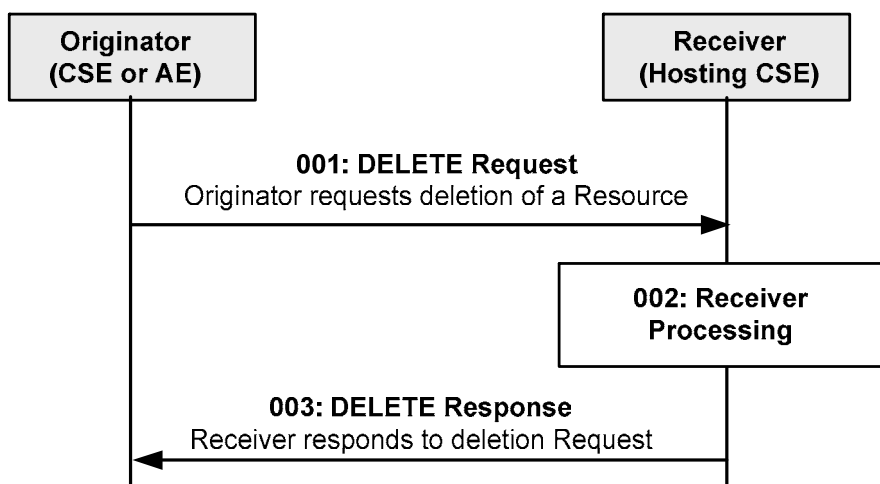 Originator
(CSE or AE)
Receiver
(Hosting CSE)
001: DELETE Request
Originator requests deletion of a Resource
002: Receiver
Processing
003: DELETE Response
Receiver responds to deletion Request